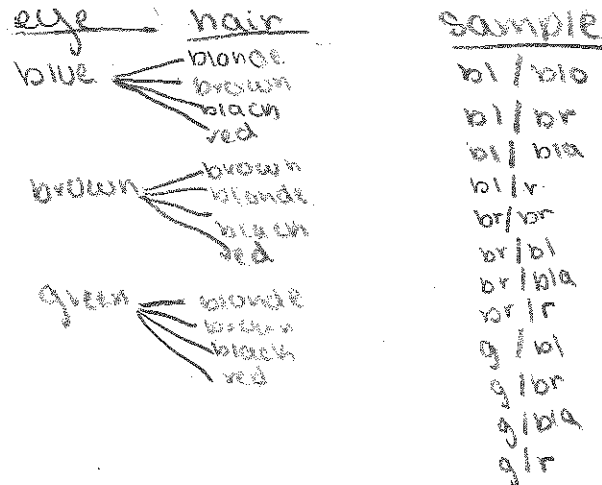 eye hair sample
blue blonde bl/blo
brown bl/br
black bl/bla
red bl/r
brown brown br/br
blonde br/bl
black br/bla
red br/r
green blonde g/bl
brown g/br
black g/bla
red g/r